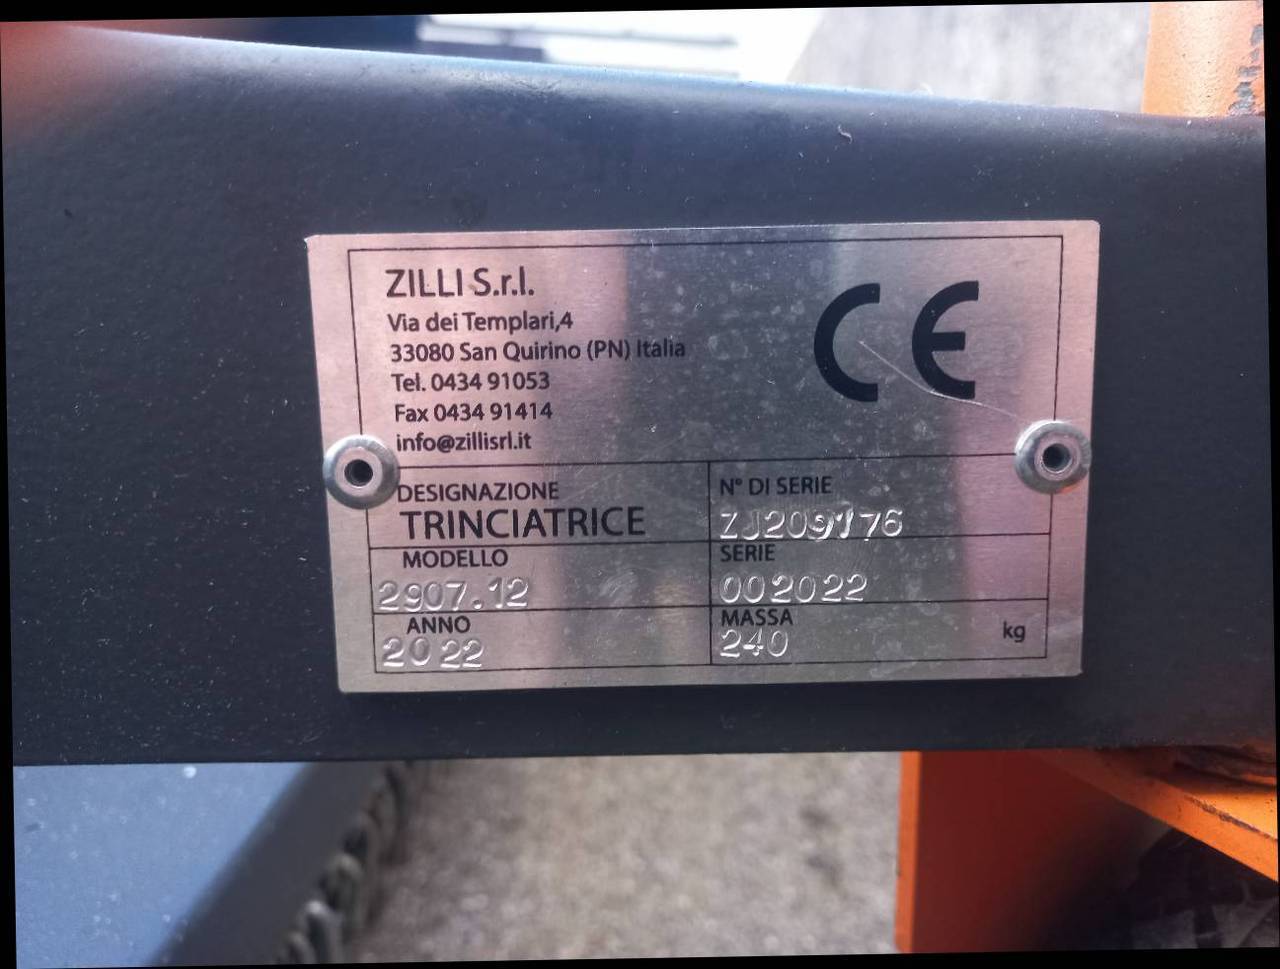 ZILLI S.r.l.
Via dei Templari,4
33080 San Quirino (PN) Italia
Tel. 0434 91053
Fax 0434 91414
info@zillisrl.it
CE
DESIGNAZIONE
TRINCIATRICE
N° DI SERIE
ZJ209176
MODELLO
2907.12
SERIE
002022
ANNO
2022
MASSA
240 kg